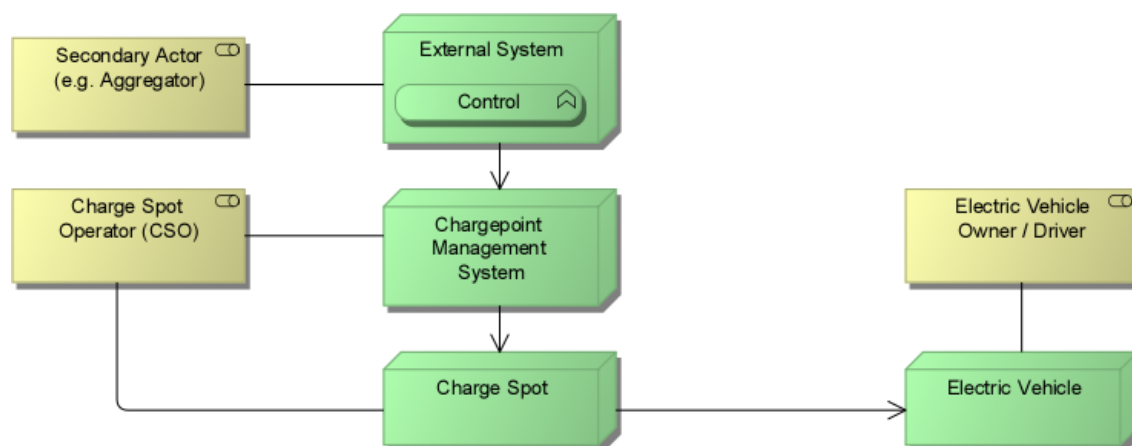 Secondary Actor
(e.g. Aggregator)
External System
Control
Charge Spot
Operator (CSO)
Chargepoint
Management
System
Electric Vehicle
Owner / Driver
Charge Spot
Electric Vehicle